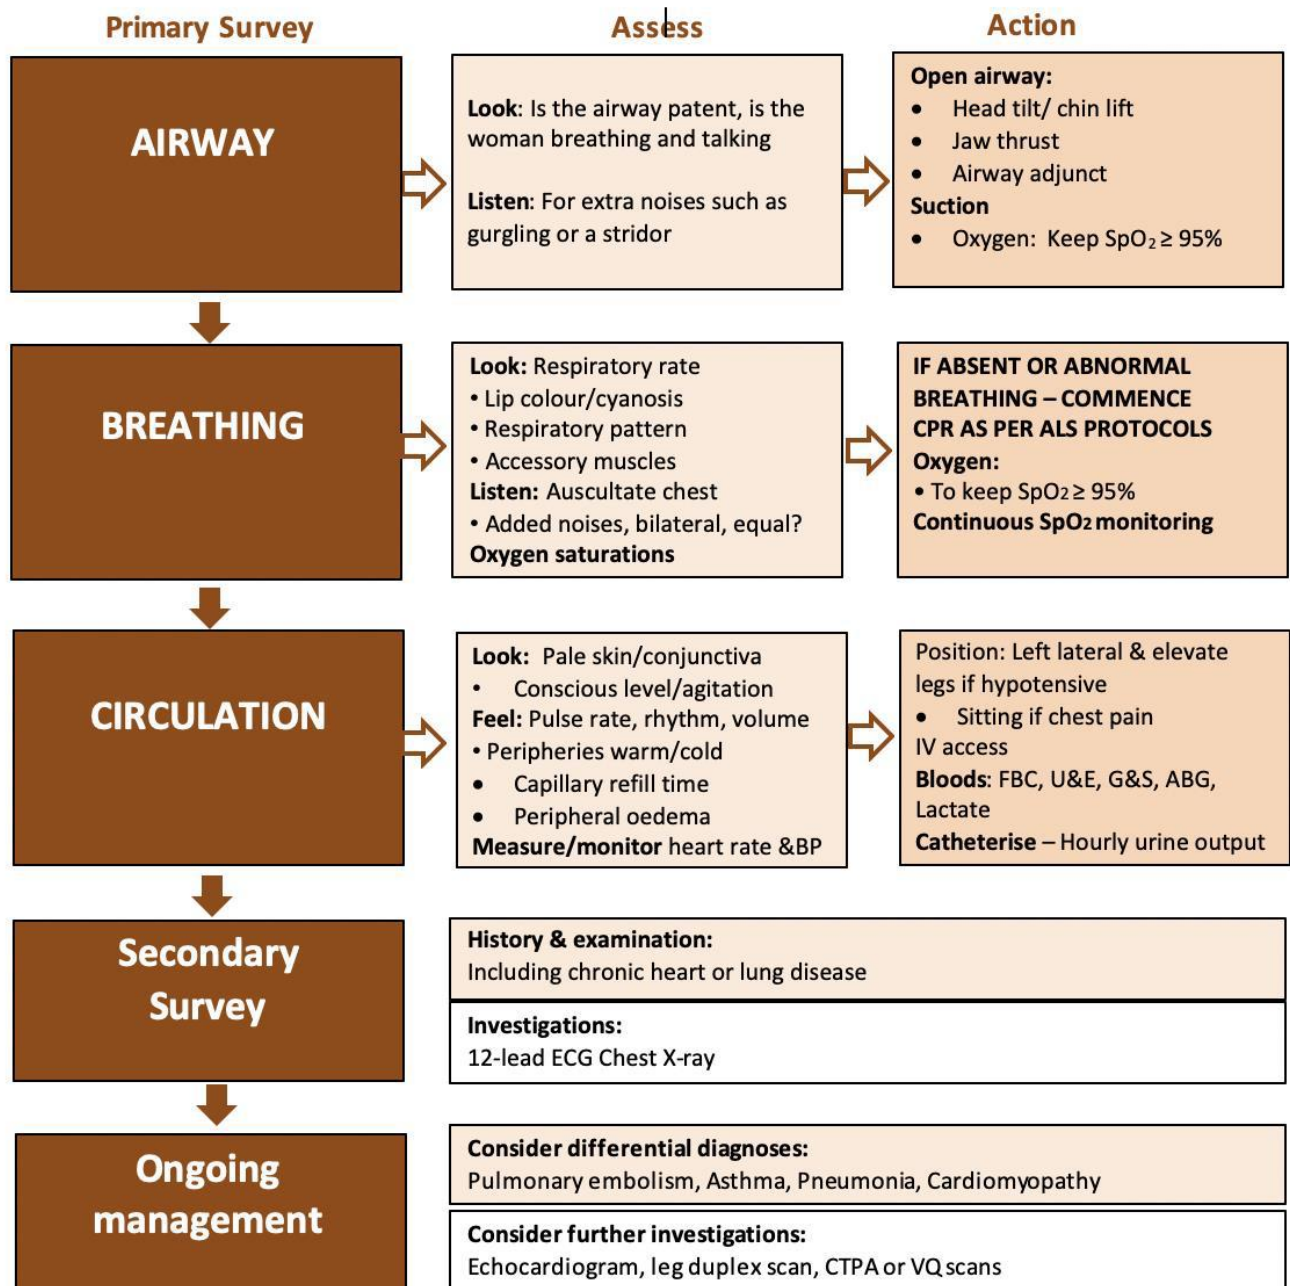 Primary Survey
Assess
Action
AIRWAY
Look: Is the airway patent, is the
woman breathing and talking
Listen: For extra noises such as
gurgling or a stridor
Open airway:
• Head tilt/ chin lift
• Jaw thrust
• Airway adjunct
Suction
• Oxygen: Keep SpO₂ ≥ 95%
BREATHING
Look: Respiratory rate
• Lip colour/cyanosis
• Respiratory pattern
• Accessory muscles
Listen: Auscultate chest
• Added noises, bilateral, equal?
Oxygen saturations
IF ABSENT OR ABNORMAL
BREATHING – COMMENCE
CPR AS PER ALS PROTOCOLS
Oxygen:
• To keep SpO₂ ≥ 95%
Continuous SpO₂ monitoring
CIRCULATION
Look: Pale skin/conjunctiva
• Conscious level/agitation
Feel: Pulse rate, rhythm, volume
• Peripheries warm/cold
• Capillary refill time
• Peripheral oedema
Measure/monitor heart rate &BP
Position: Left lateral & elevate
legs if hypotensive
• Sitting if chest pain
IV access
Bloods: FBC, U&E, G&S, ABG,
Lactate
Catheterise – Hourly urine output
Secondary
Survey
History & examination:
Including chronic heart or lung disease
Investigations:
12-lead ECG Chest X-ray
Ongoing
management
Consider differential diagnoses:
Pulmonary embolism, Asthma, Pneumonia, Cardiomyopathy
Consider further investigations:
Echocardiogram, leg duplex scan, CTPA or VQ scans